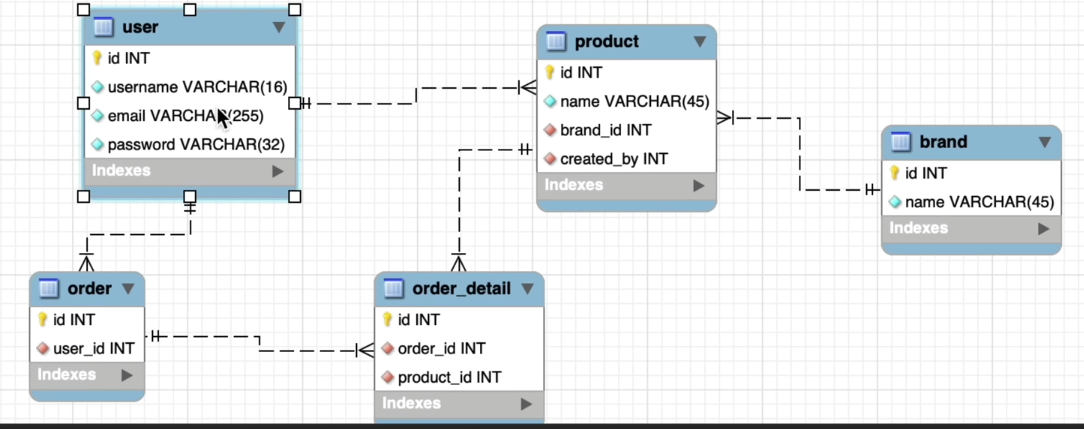 user
id INT
username VARCHAR(16)
email VARCHAR(255)
password VARCHAR(32)
Indexes
product
id INT
name VARCHAR(45)
brand_id INT
created_by INT
Indexes
brand
id INT
name VARCHAR(45)
Indexes
order
id INT
user_id INT
Indexes
order_detail
id INT
order_id INT
product_id INT
Indexes